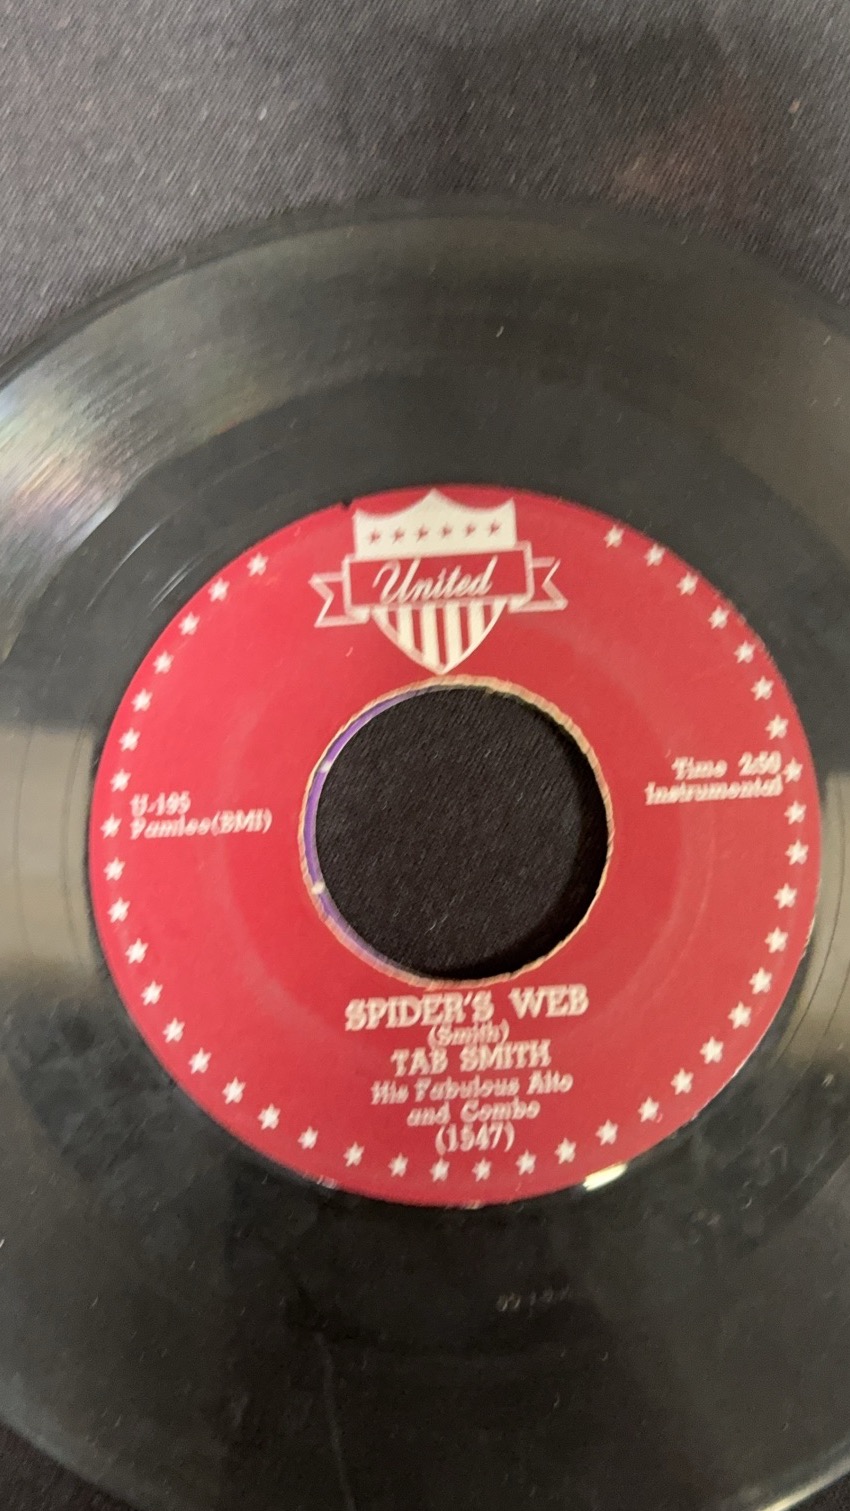 United
U-195
Pamlee(BMI)
Time 2:50
Instrumental
SPIDER'S WEB
(Smith)
TAB SMITH
His Fabulous Alto
and Combo
(1547)